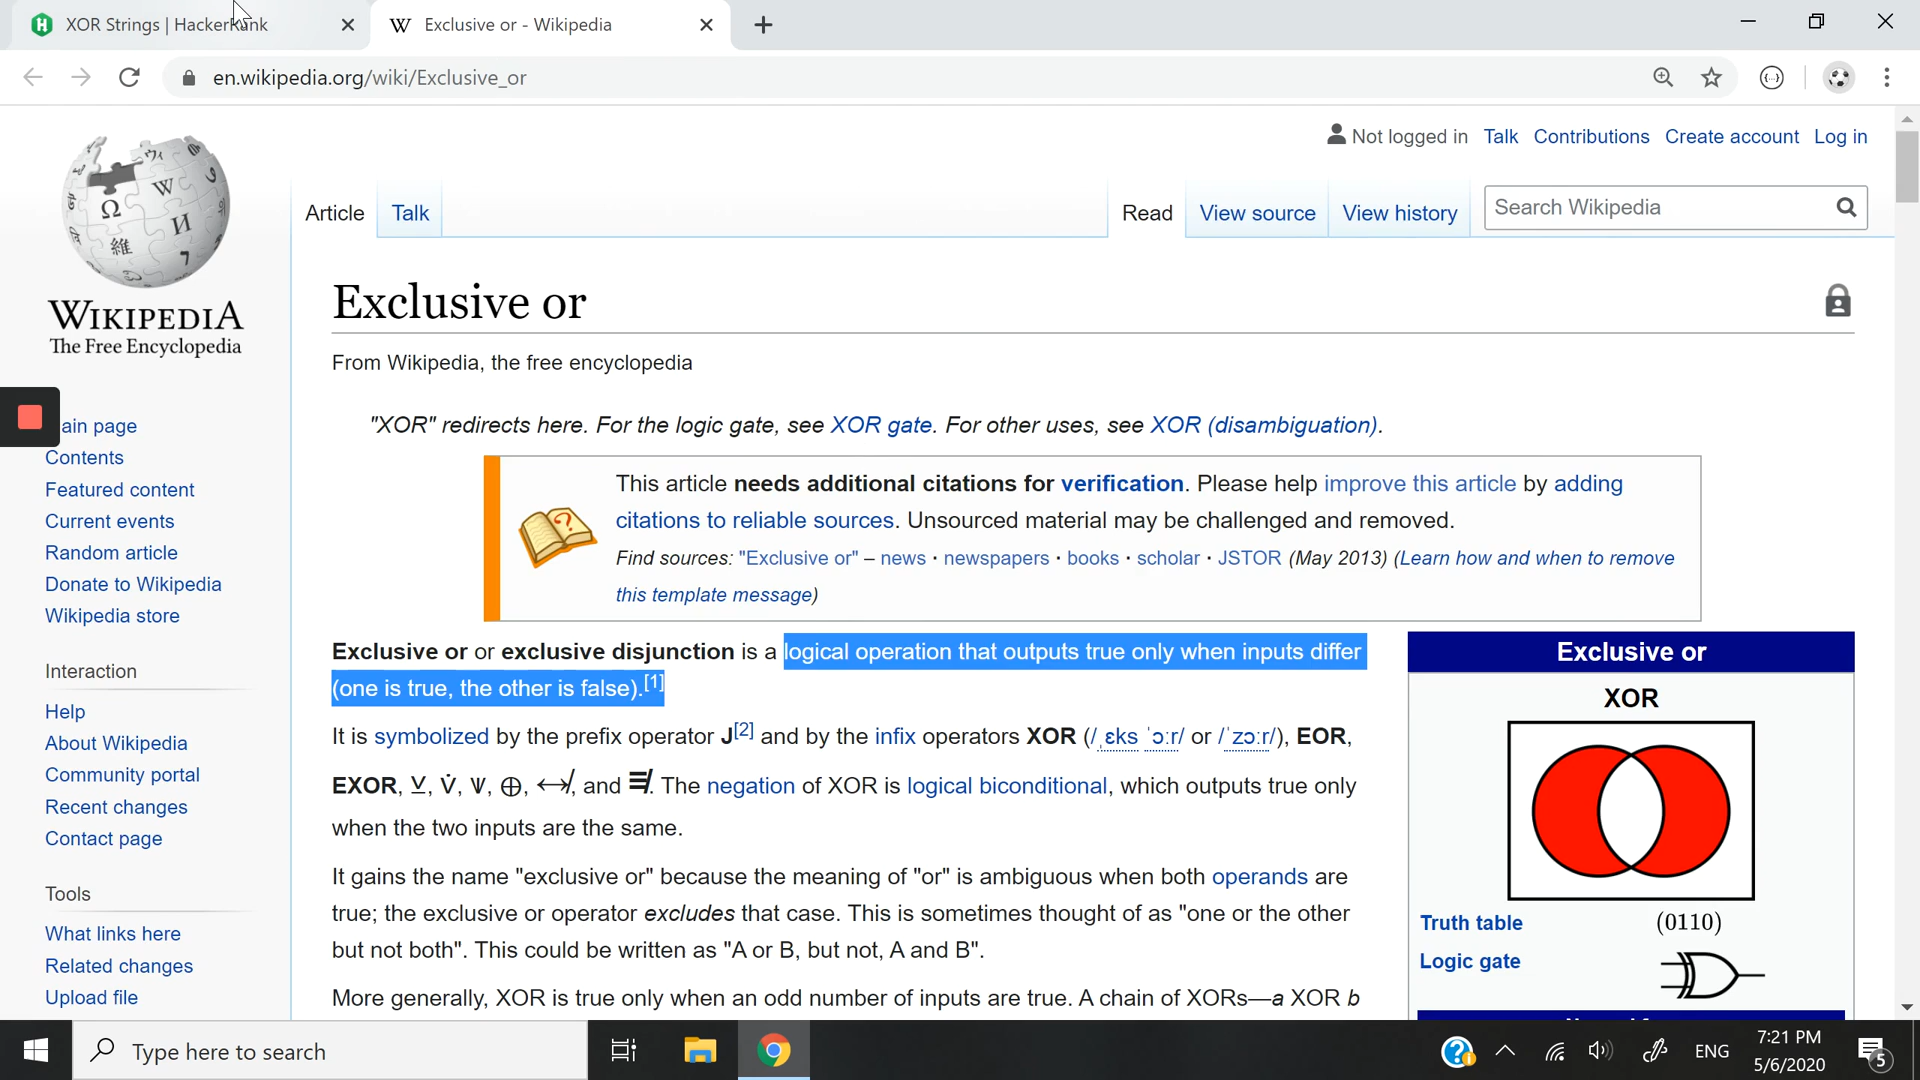 XOR Strings | HackerRank
Exclusive or - Wikipedia
en.wikipedia.org/wiki/Exclusive_or
Not logged in Talk Contributions Create account Log in
Article Talk Read View source View history Search Wikipedia
WIKIPEDIA
The Free Encyclopedia
Exclusive or
From Wikipedia, the free encyclopedia
"XOR" redirects here. For the logic gate, see XOR gate. For other uses, see XOR (disambiguation).
This article needs additional citations for verification. Please help improve this article by adding
citations to reliable sources. Unsourced material may be challenged and removed.
Find sources: "Exclusive or" – news · newspapers · books · scholar · JSTOR (May 2013) (Learn how and when to remove
this template message)
Exclusive or or exclusive disjunction is a logical operation that outputs true only when inputs differ
(one is true, the other is false).[1]
It is symbolized by the prefix operator J[2] and by the infix operators XOR (/ˌɛks ˈɔːr/ or /ˈzɔːr/), EOR,
EXOR, ⊻, V̇, Ѱ, ⊕, ↮, and ≢. The negation of XOR is logical biconditional, which outputs true only
when the two inputs are the same.
It gains the name "exclusive or" because the meaning of "or" is ambiguous when both operands are
true; the exclusive or operator excludes that case. This is sometimes thought of as "one or the other
but not both". This could be written as "A or B, but not, A and B".
More generally, XOR is true only when an odd number of inputs are true. A chain of XORs—a XOR b
Exclusive or
XOR
Truth table (0110)
Logic gate
ain page
Contents
Featured content
Current events
Random article
Donate to Wikipedia
Wikipedia store
Interaction
Help
About Wikipedia
Community portal
Recent changes
Contact page
Tools
What links here
Related changes
Upload file
Type here to search
ENG
7:21 PM
5/6/2020
5